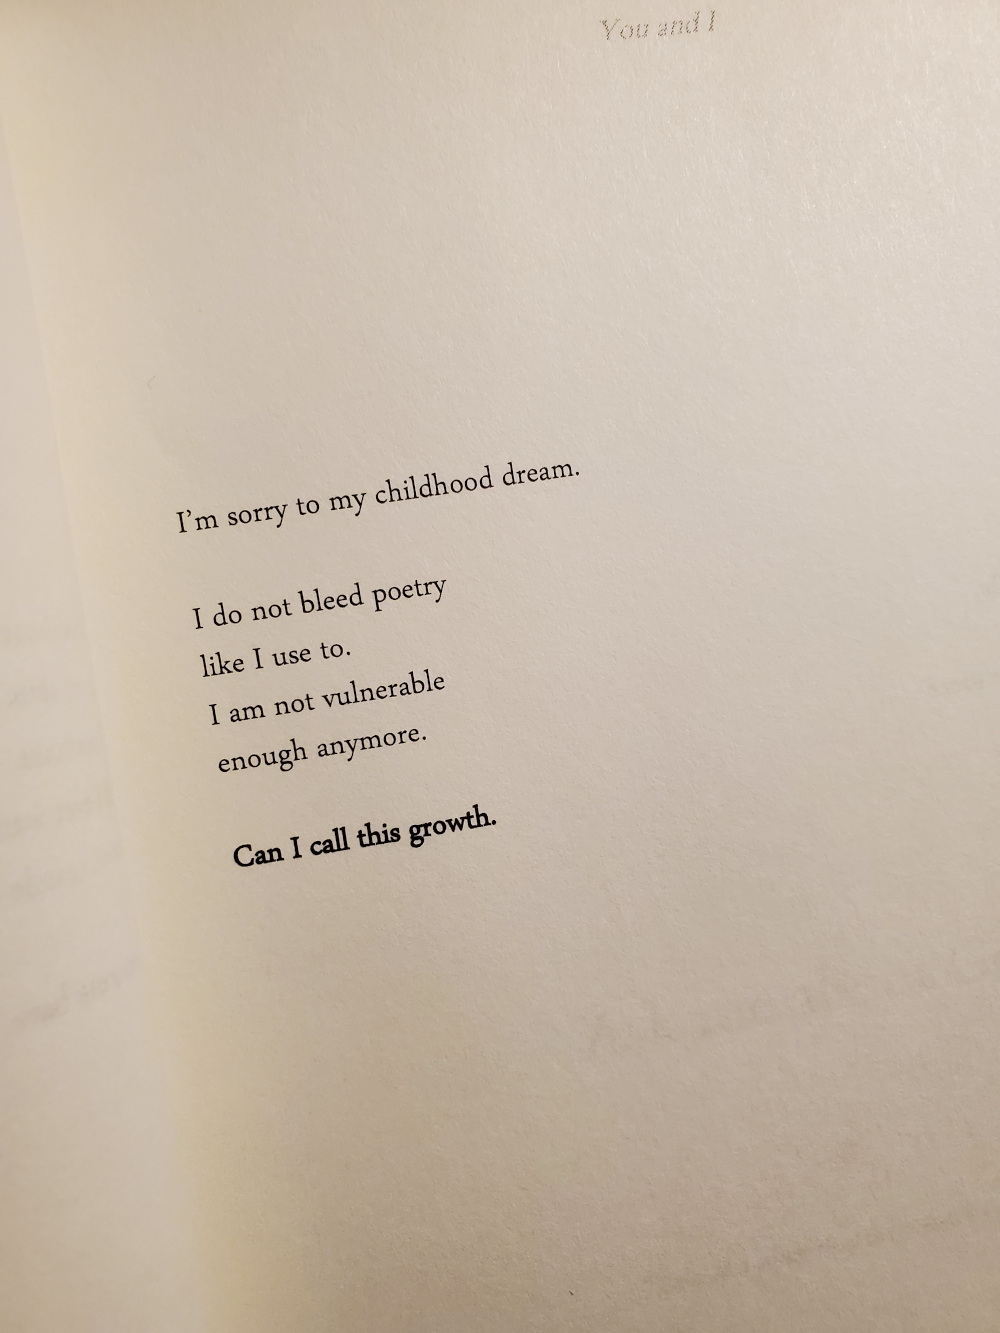 You and I
I'm sorry to my childhood dream.
I do not bleed poetry
like I use to.
I am not vulnerable
enough anymore.
Can I call this growth.